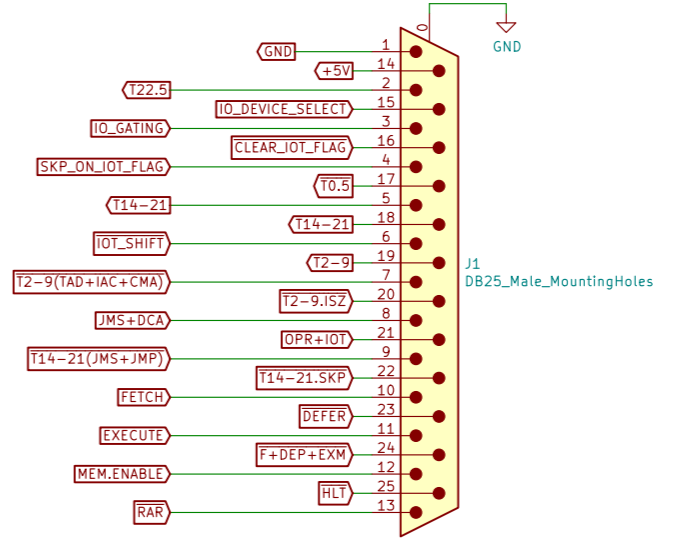 0
GND
GND 1
+5V 14
T22.5 2
IO_DEVICE_SELECT 15
IO_GATING 3
CLEAR_IOT_FLAG 16
SKP_ON_IOT_FLAG 4
T0.5 17
T14-21 5
T14-21 18
IOT_SHIFT 6
T2-9 19
J1
DB25_Male_MountingHoles
T2-9(TAD+IAC+CMA) 7
T2-9.ISZ 20
JMS+DCA 8
OPR+IOT 21
T14-21(JMS+JMP) 9
T14-21.SKP 22
FETCH 10
DEFER 23
EXECUTE 11
F+DEP+EXM 24
MEM.ENABLE 12
HLT 25
RAR 13